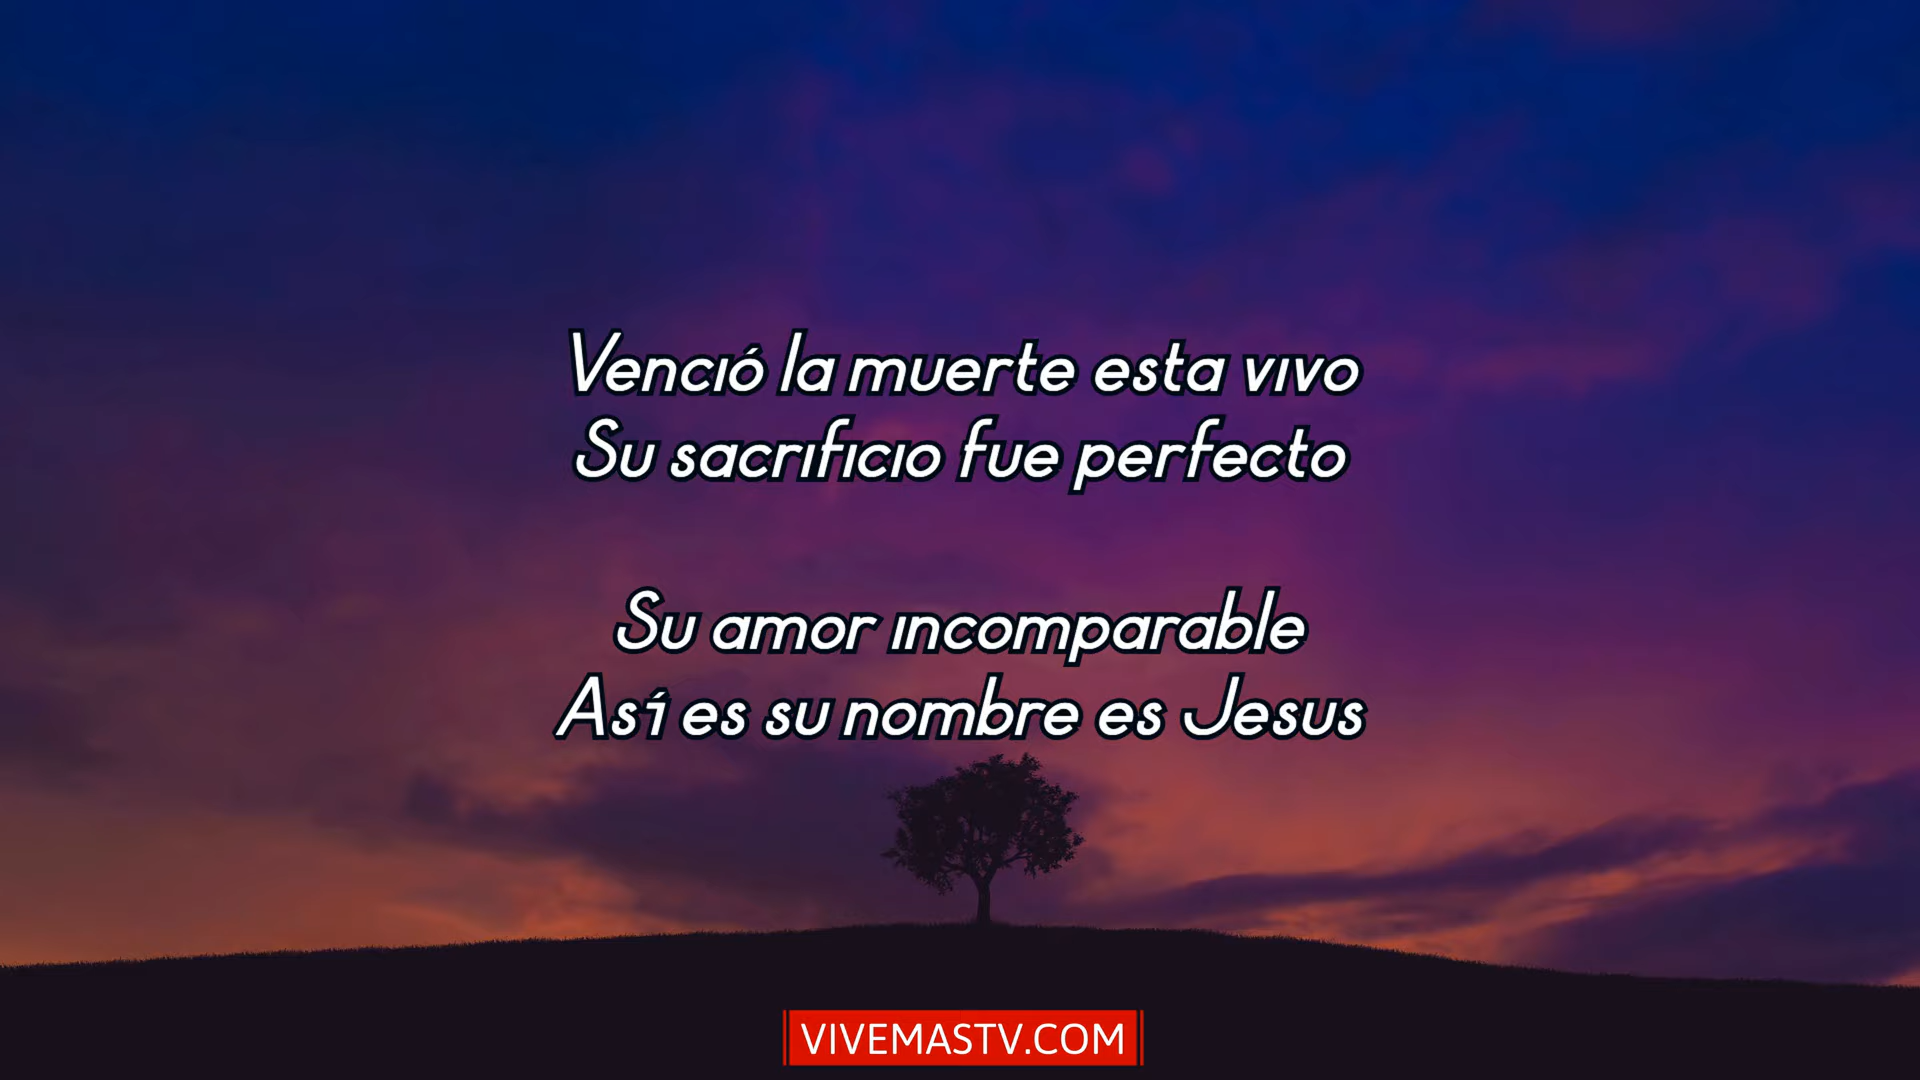 Venció la muerte esta vivo
Su sacrificio fue perfecto
Su amor incomparable
Así es su nombre es Jesus
VIVEMASTV.COM